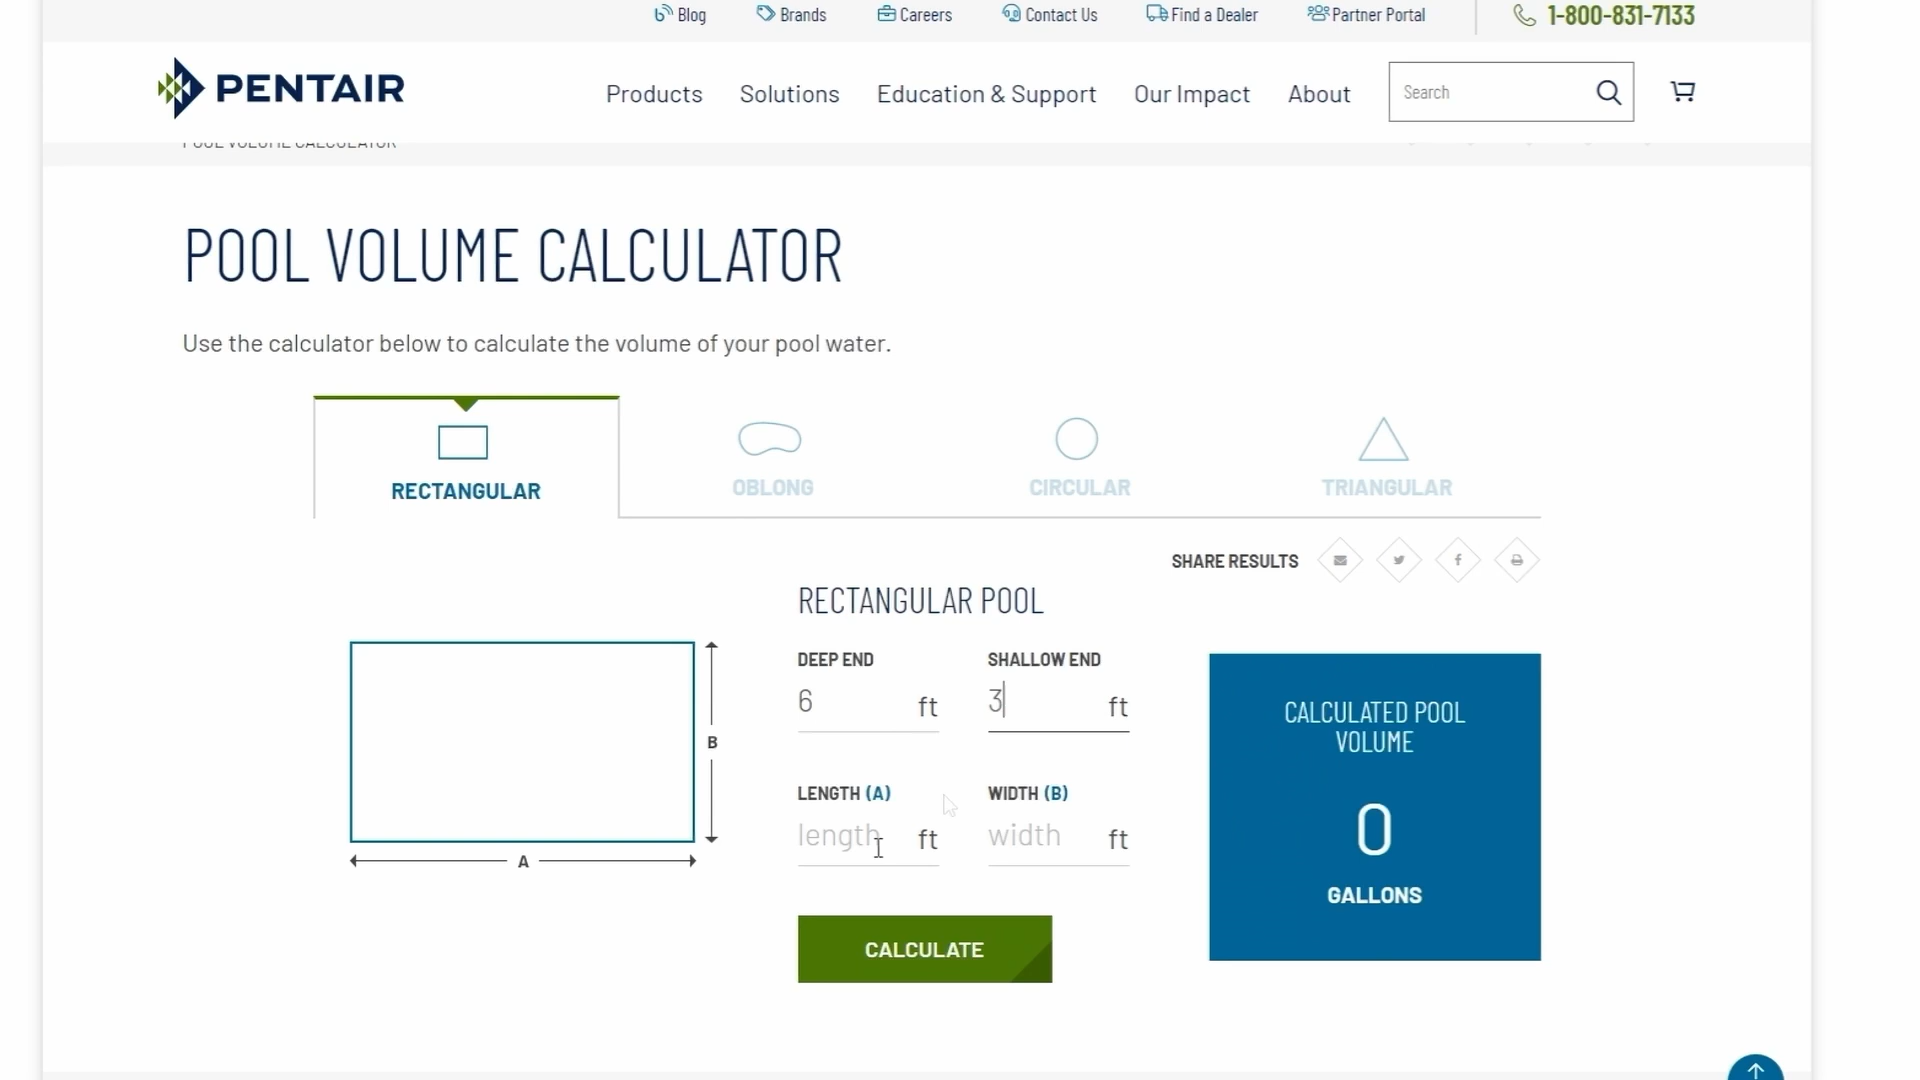 Blog Brands Careers Contact Us Find a Dealer Partner Portal 1-800-831-7133
PENTAIR Products Solutions Education & Support Our Impact About Search
POOL VOLUME CALCULATOR
POOL VOLUME CALCULATOR
Use the calculator below to calculate the volume of your pool water.
RECTANGULAR OBLONG CIRCULAR TRIANGULAR
SHARE RESULTS
RECTANGULAR POOL
DEEP END SHALLOW END
6 ft 3 ft
LENGTH (A) WIDTH (B)
length ft width ft
CALCULATE
B
A
CALCULATED POOL
VOLUME
0
GALLONS